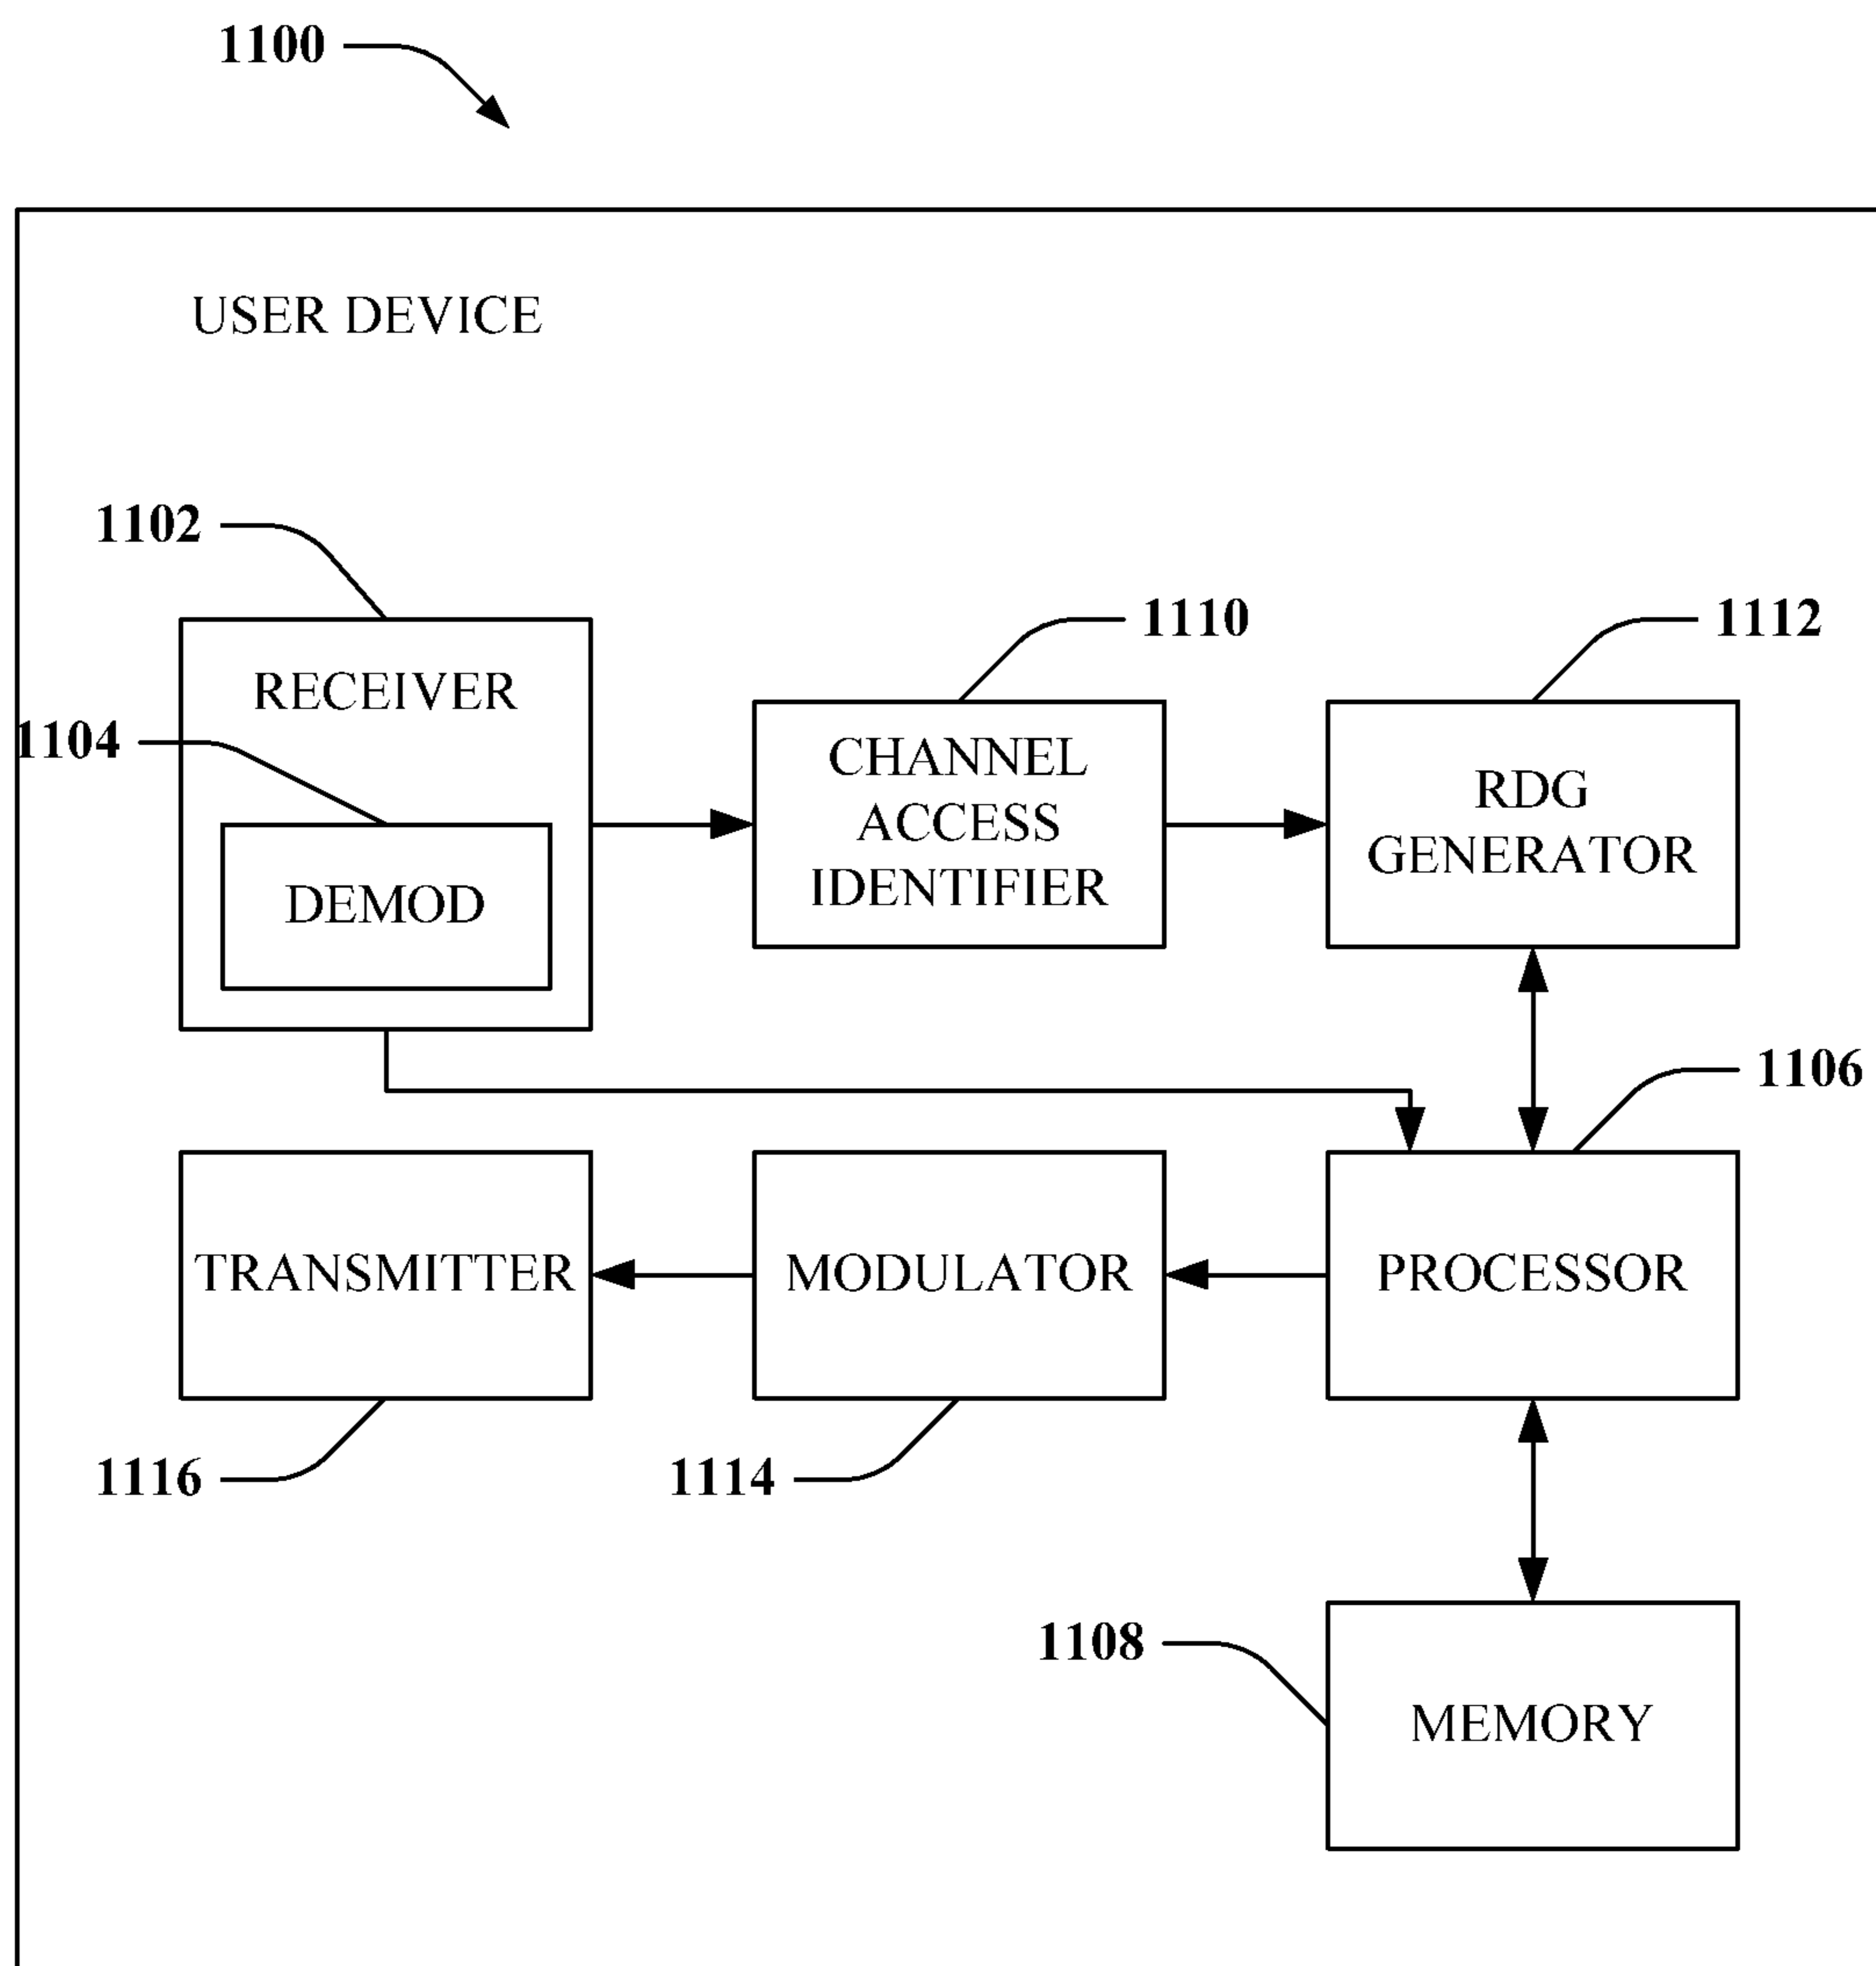 1100
USER DEVICE
1102
1110
1112
RECEIVER
1104
CHANNEL
ACCESS
IDENTIFIER
RDG
GENERATOR
DEMOD
1106
TRANSMITTER
MODULATOR
PROCESSOR
1116
1114
1108
MEMORY